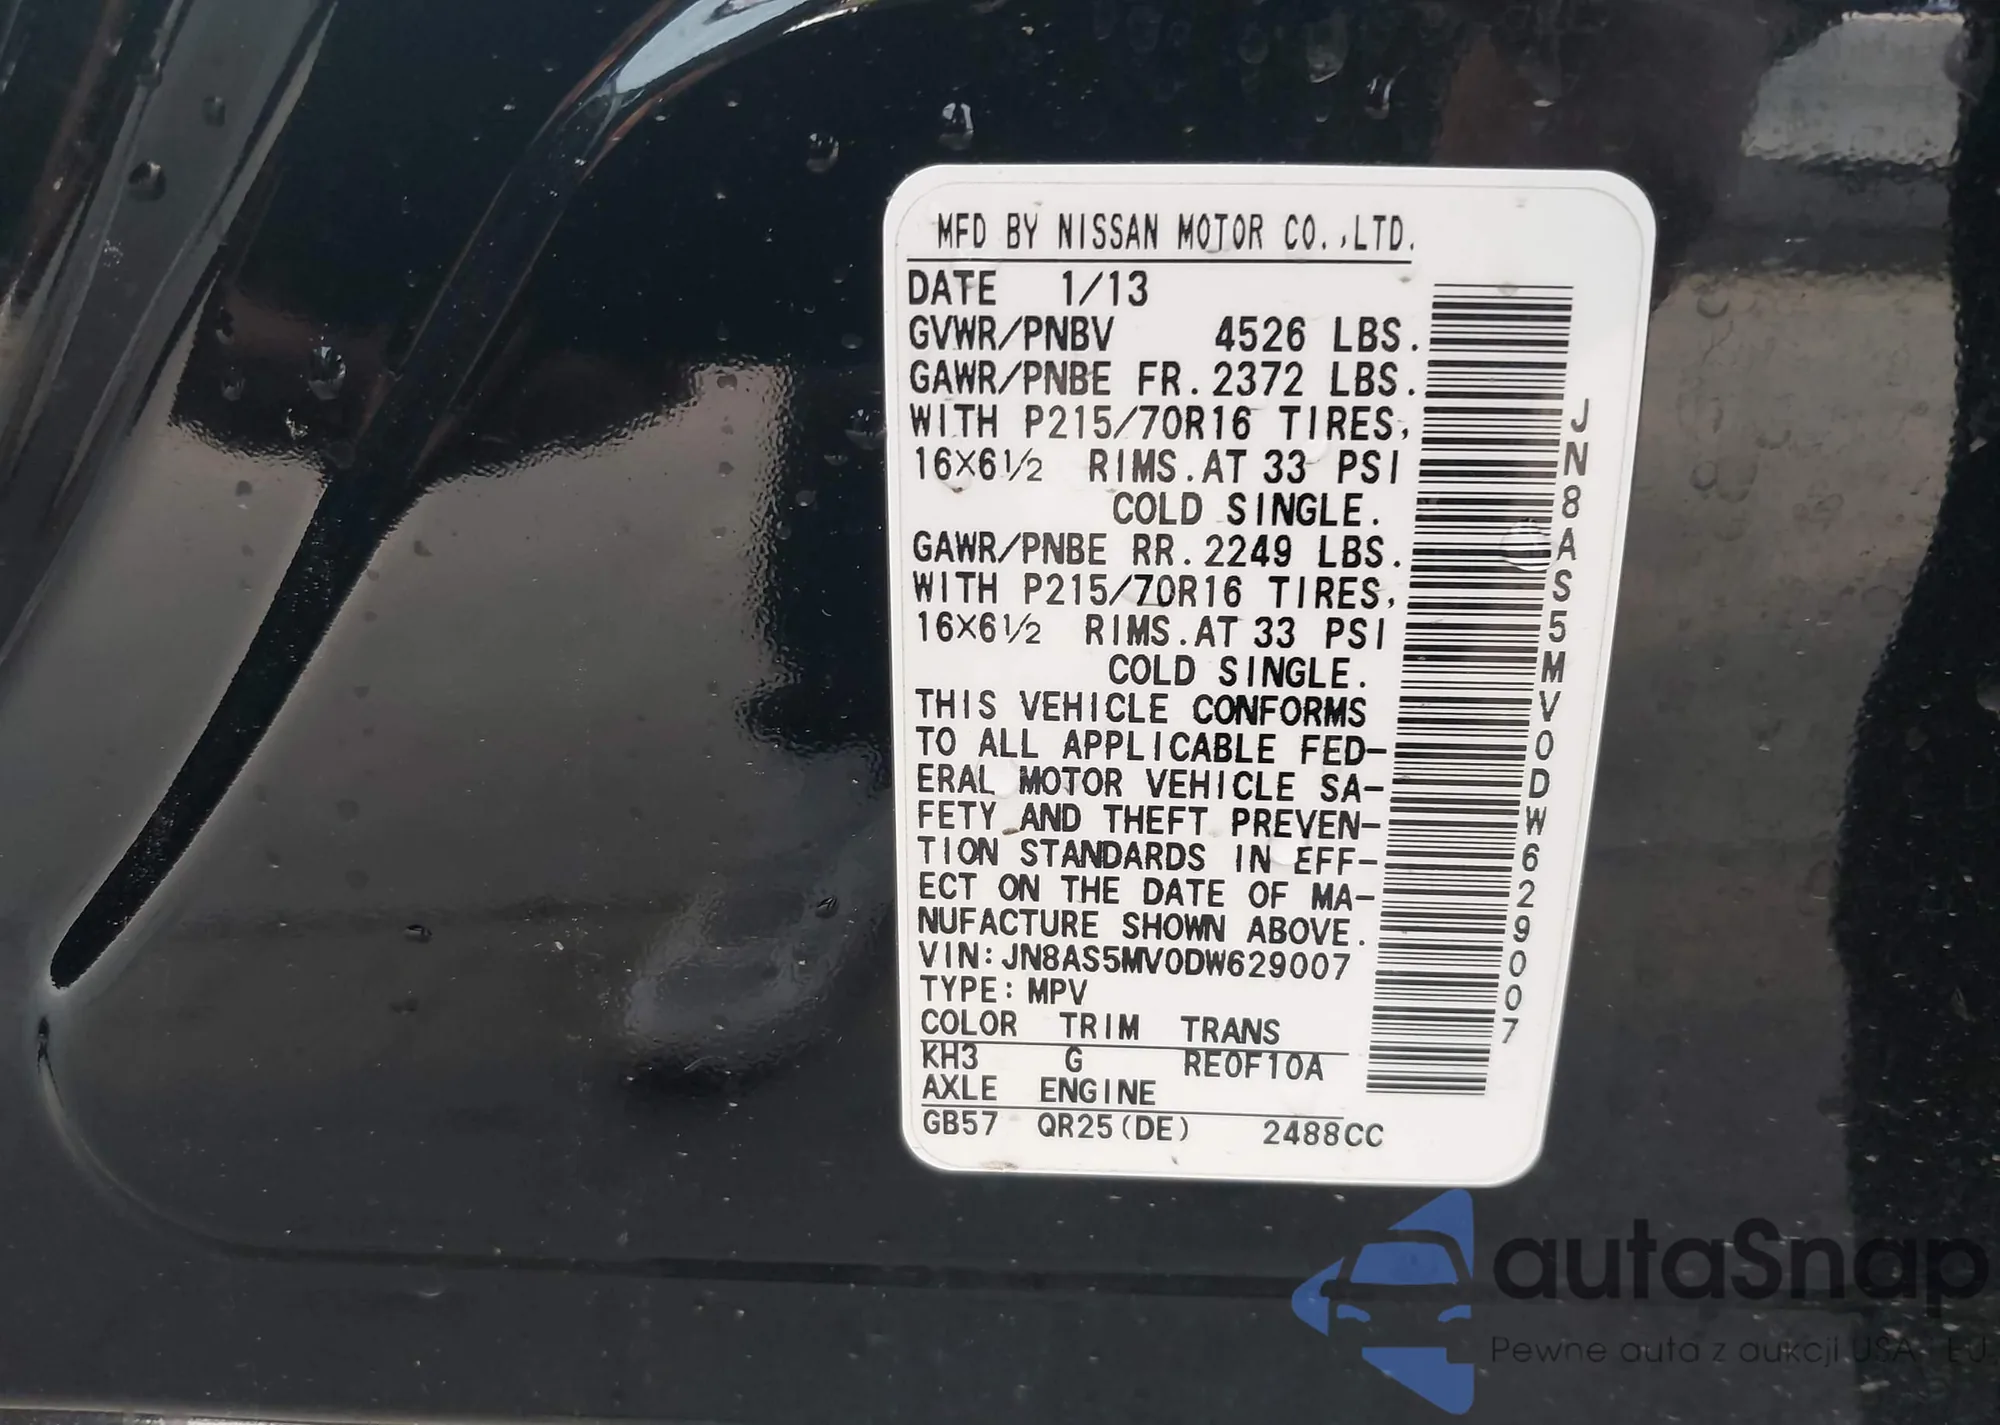 MFD BY NISSAN MOTOR CO.,LTD.
DATE 1/13
GVWR/PNBV 4526 LBS.
GAWR/PNBE FR. 2372 LBS.
WITH P215/70R16 TIRES,
16X6½ RIMS.AT 33 PSI
COLD SINGLE.
GAWR/PNBE RR. 2249 LBS.
WITH P215/70R16 TIRES,
16X6½ RIMS.AT 33 PSI
COLD SINGLE.
THIS VEHICLE CONFORMS
TO ALL APPLICABLE FED-
ERAL MOTOR VEHICLE SA-
FETY AND THEFT PREVEN-
TION STANDARDS IN EFF-
ECT ON THE DATE OF MA-
NUFACTURE SHOWN ABOVE.
VIN:JN8AS5MV0DW629007
TYPE:MPV
COLOR TRIM TRANS
KH3 G RE0F10A
AXLE ENGINE
GB57 QR25(DE) 2488CC
JN8AS5MV0DW629007
autaSnap
Pewne auta z aukcji USA i EU